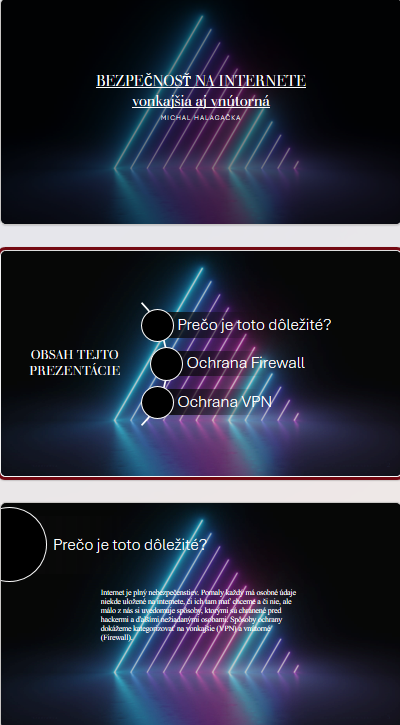 BEZPEČNOSŤ NA INTERNETE
vonkajšia aj vnútorná
MICHAL HALAGAČKA
OBSAH TEJTO
PREZENTÁCIE
Prečo je toto dôležité?
Ochrana Firewall
Ochrana VPN
Prečo je toto dôležité?
Internet je plný nebezpečenstiev. Pomaly každý má osobné údaje
niekde uložené na internete, či ich tam mať chceme a či nie, ale
málo z nás si uvedomuje spôsoby, ktorými sú chránené pred
hackermi a ďalšími nežiadanými osobami. Spôsoby ochrany
dokážeme kategorizovať na vonkajšie (VPN) a vnútorné
(Firewall).